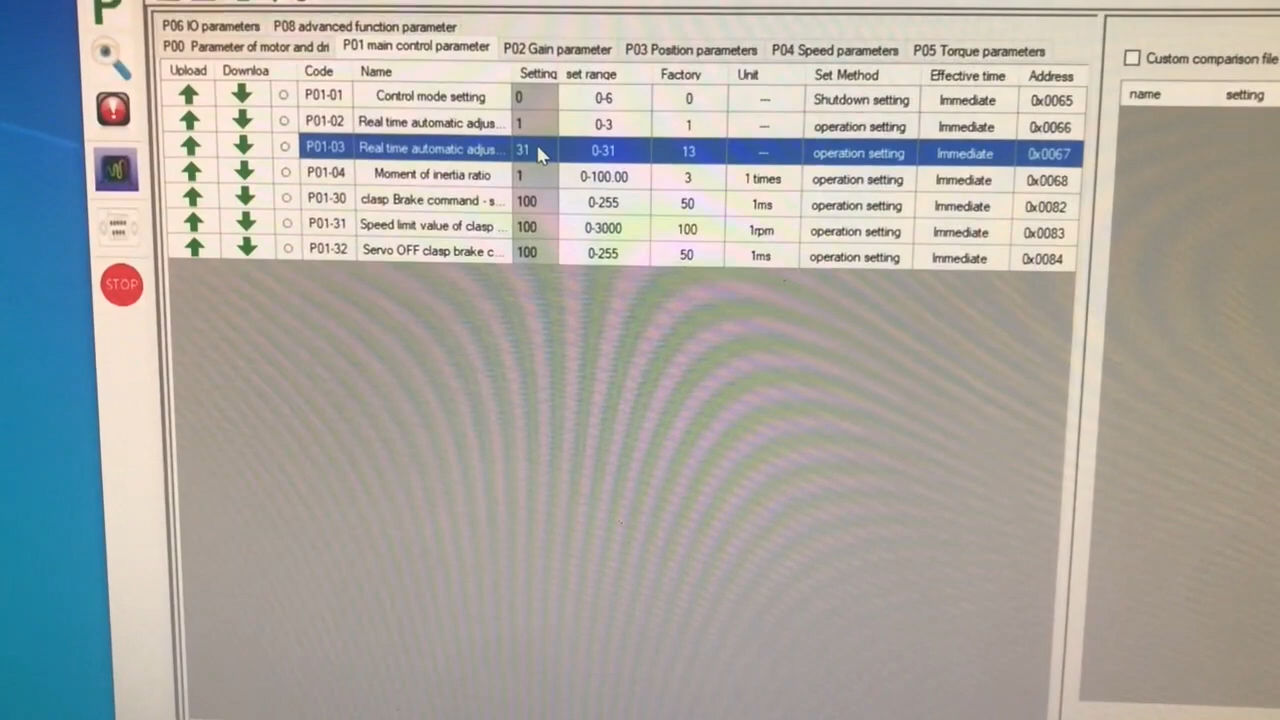 P
P06 IO parameters P08 advanced function parameter
P00 Parameter of motor and dri P01 main control parameter P02 Gain parameter P03 Position parameters P04 Speed parameters P05 Torque parameters
Upload Downloa Code Name Setting set range Factory Unit Set Method Effective time Address
P01-01 Control mode setting 0 0-6 0 --- Shutdown setting Immediate 0x0065
P01-02 Real time automatic adjus... 1 0-3 1 --- operation setting Immediate 0x0066
P01-03 Real time automatic adjus... 31 0-31 13 --- operation setting Immediate 0x0067
P01-04 Moment of inertia ratio 1 0-100.00 3 1 times operation setting Immediate 0x0068
P01-30 clasp Brake command - s... 100 0-255 50 1ms operation setting Immediate 0x0082
P01-31 Speed limit value of clasp ... 100 0-3000 100 1rpm operation setting Immediate 0x0083
P01-32 Servo OFF clasp brake c... 100 0-255 50 1ms operation setting Immediate 0x0084
STOP
Custom comparison file
name setting